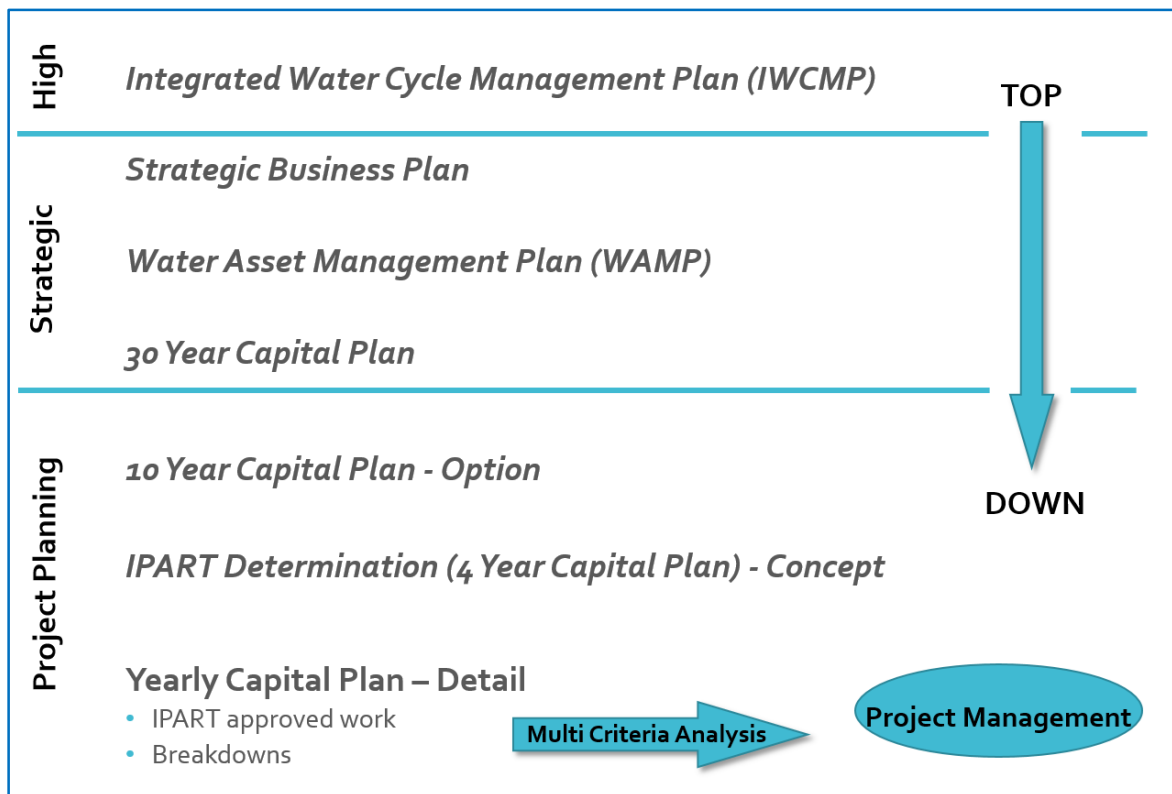 High
Integrated Water Cycle Management Plan (IWCMP)
TOP
Strategic
Strategic Business Plan
Water Asset Management Plan (WAMP)
30 Year Capital Plan
Project Planning
10 Year Capital Plan - Option
DOWN
IPART Determination (4 Year Capital Plan) - Concept
Yearly Capital Plan – Detail
• IPART approved work
• Breakdowns
Multi Criteria Analysis
Project Management